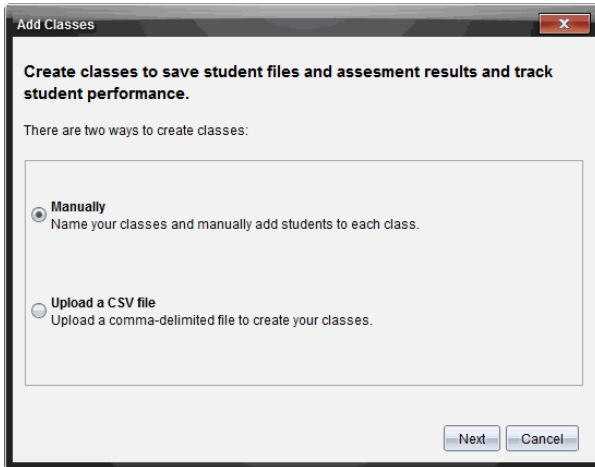 Add Classes
Create classes to save student files and assesment results and track
student performance.
There are two ways to create classes:
Manually
Name your classes and manually add students to each class.
Upload a CSV file
Upload a comma-delimited file to create your classes.
Next Cancel